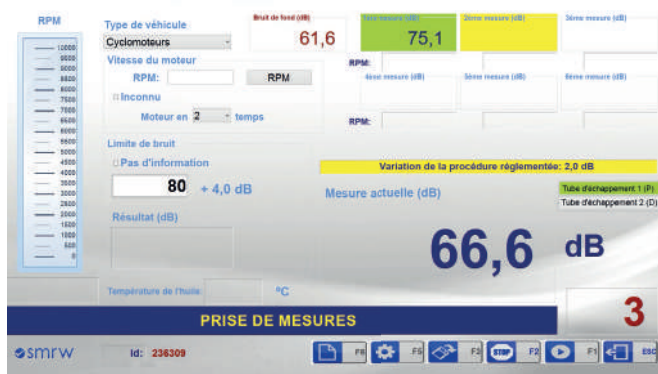 RPM
10000
9500
9000
8500
8000
7500
7000
6500
6000
5500
5000
4500
4000
3500
3000
2500
2000
1500
1000
500
0
Type de véhicule
Cyclomoteurs
Vitesse du moteur
RPM:
RPM
Inconnu
Moteur en 2 temps
Limite de bruit
Pas d'information
80 + 4,0 dB
Résultat (dB)
Température de l'huile:
ºC
Bruit de fond (dB)
61,6
1ère mesure (dB)
75,1
2ème mesure (dB)
3ème mesure (dB)
RPM:
4ème mesure (dB)
5ème mesure (dB)
6ème mesure (dB)
RPM:
Variation de la procédure réglementée: 2,0 dB
Mesure actuelle (dB)
Tube d'échappement 1 (P)
Tube d'échappement 2 (D)
66,6 dB
3
PRISE DE MESURES
smrw
Id: 236309
F6
F5
F3
STOP
F2
F1
ESC